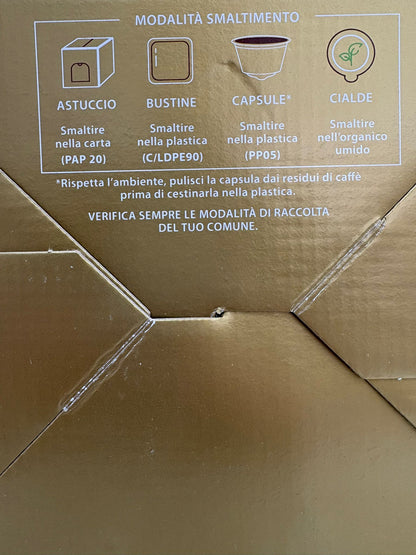 MODALITÀ SMALTIMENTO
ASTUCCIO
Smaltire
nella carta
(PAP 20)
BUSTINE
Smaltire
nella plastica
(C/LDPE90)
CAPSULE*
Smaltire
nella plastica
(PP05)
CIALDE
Smaltire
nell'organico
umido
*Rispetta l'ambiente, pulisci la capsula dai residui di caffè
prima di cestinarla nella plastica.
VERIFICA SEMPRE LE MODALITÀ DI RACCOLTA
DEL TUO COMUNE.